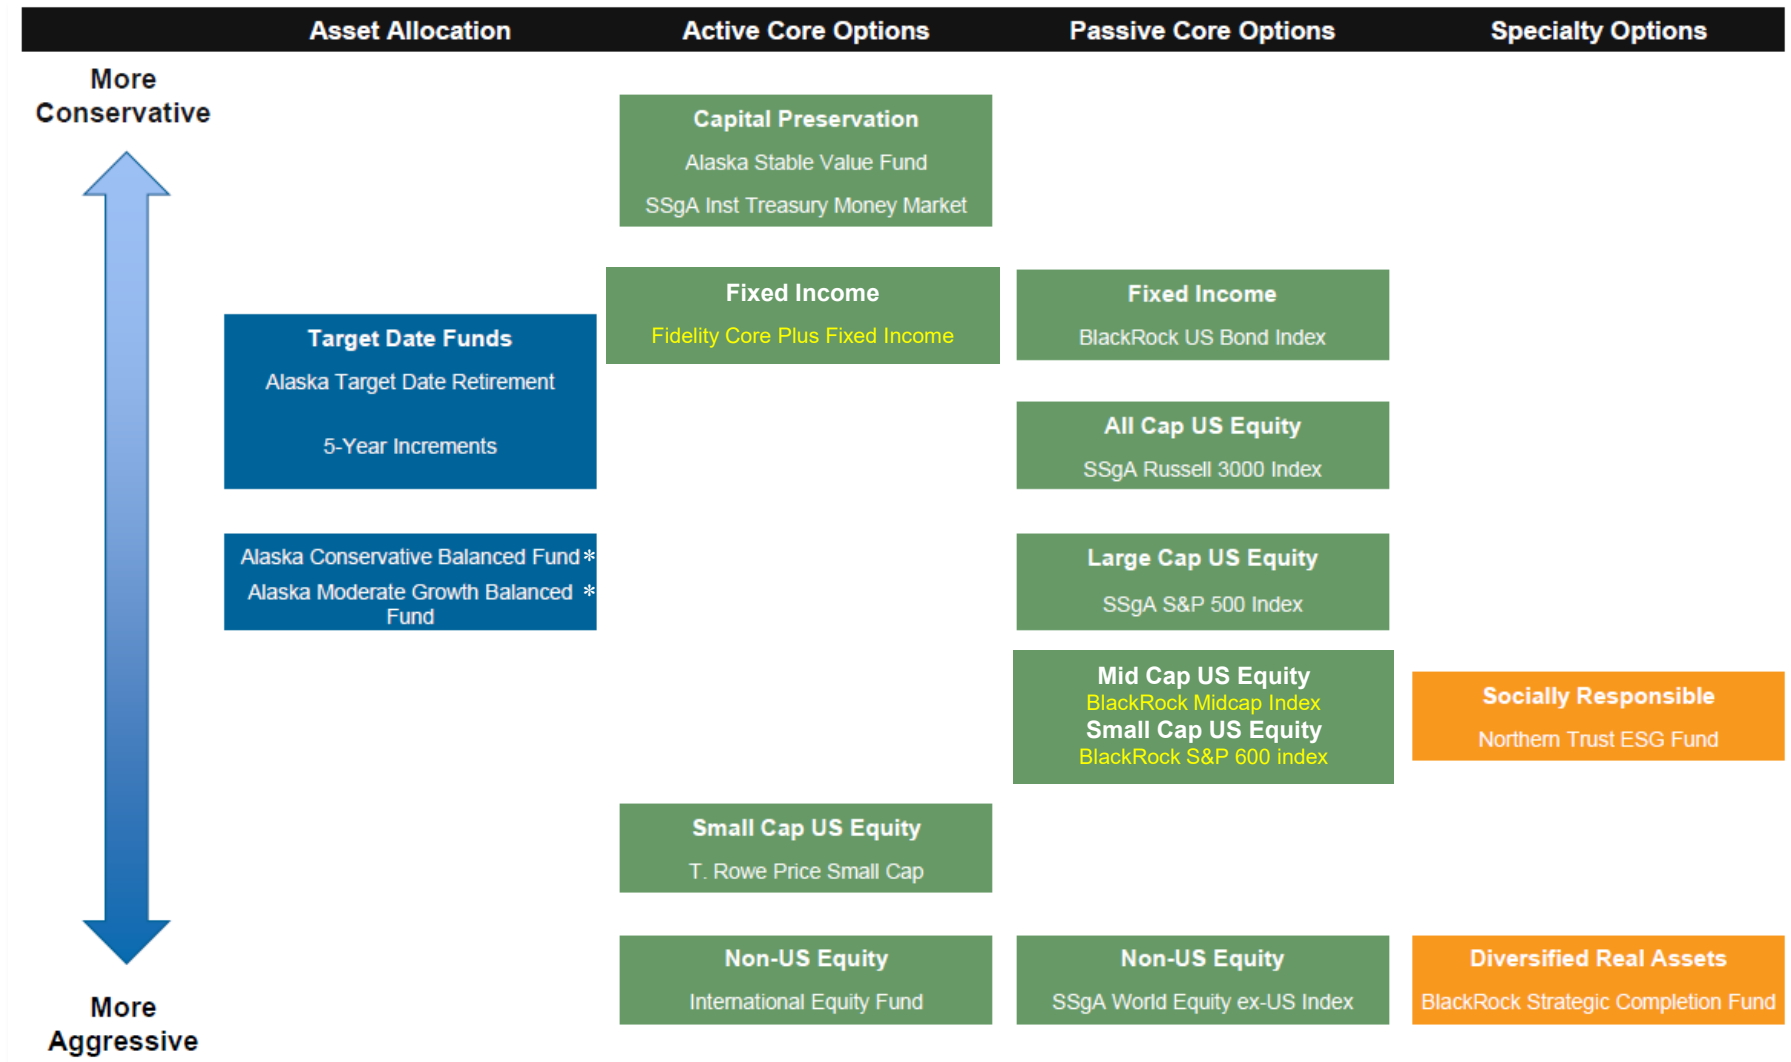 Asset Allocation
Active Core Options
Passive Core Options
Specialty Options
More
Conservative
Capital Preservation
Alaska Stable Value Fund
SSgA Inst Treasury Money Market
Fixed Income
Fidelity Core Plus Fixed Income
Fixed Income
BlackRock US Bond Index
Target Date Funds
Alaska Target Date Retirement
5-Year Increments
All Cap US Equity
SSgA Russell 3000 Index
Alaska Conservative Balanced Fund *
Alaska Moderate Growth Balanced *
Fund
Large Cap US Equity
SSgA S&P 500 Index
Mid Cap US Equity
BlackRock Midcap Index
Small Cap US Equity
BlackRock S&P 600 index
Socially Responsible
Northern Trust ESG Fund
Small Cap US Equity
T. Rowe Price Small Cap
Non-US Equity
International Equity Fund
Non-US Equity
SSgA World Equity ex-US Index
Diversified Real Assets
BlackRock Strategic Completion Fund
More
Aggressive